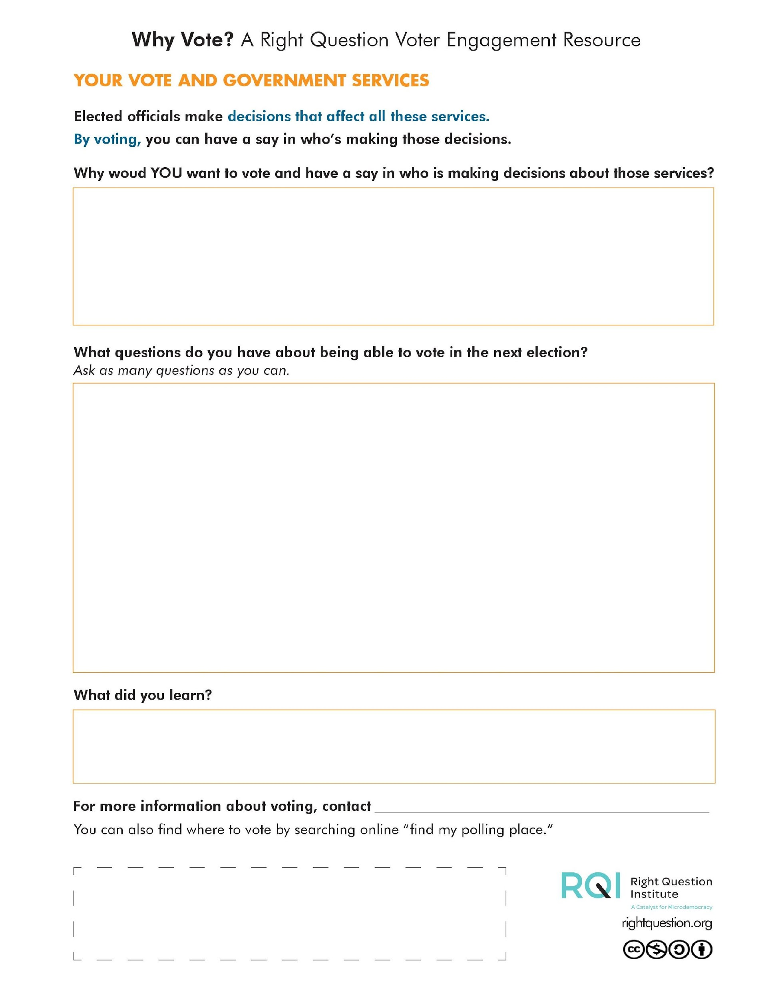 Why Vote? A Right Question Voter Engagement Resource
YOUR VOTE AND GOVERNMENT SERVICES
Elected officials make decisions that affect all these services.
By voting, you can have a say in who’s making those decisions.
Why woud YOU want to vote and have a say in who is making decisions about those services?
What questions do you have about being able to vote in the next election?
Ask as many questions as you can.
What did you learn?
For more information about voting, contact
You can also find where to vote by searching online “find my polling place.“
RQI
Right Question
Institute
A Catalyst for Microdemocracy
rightquestion.org
cc